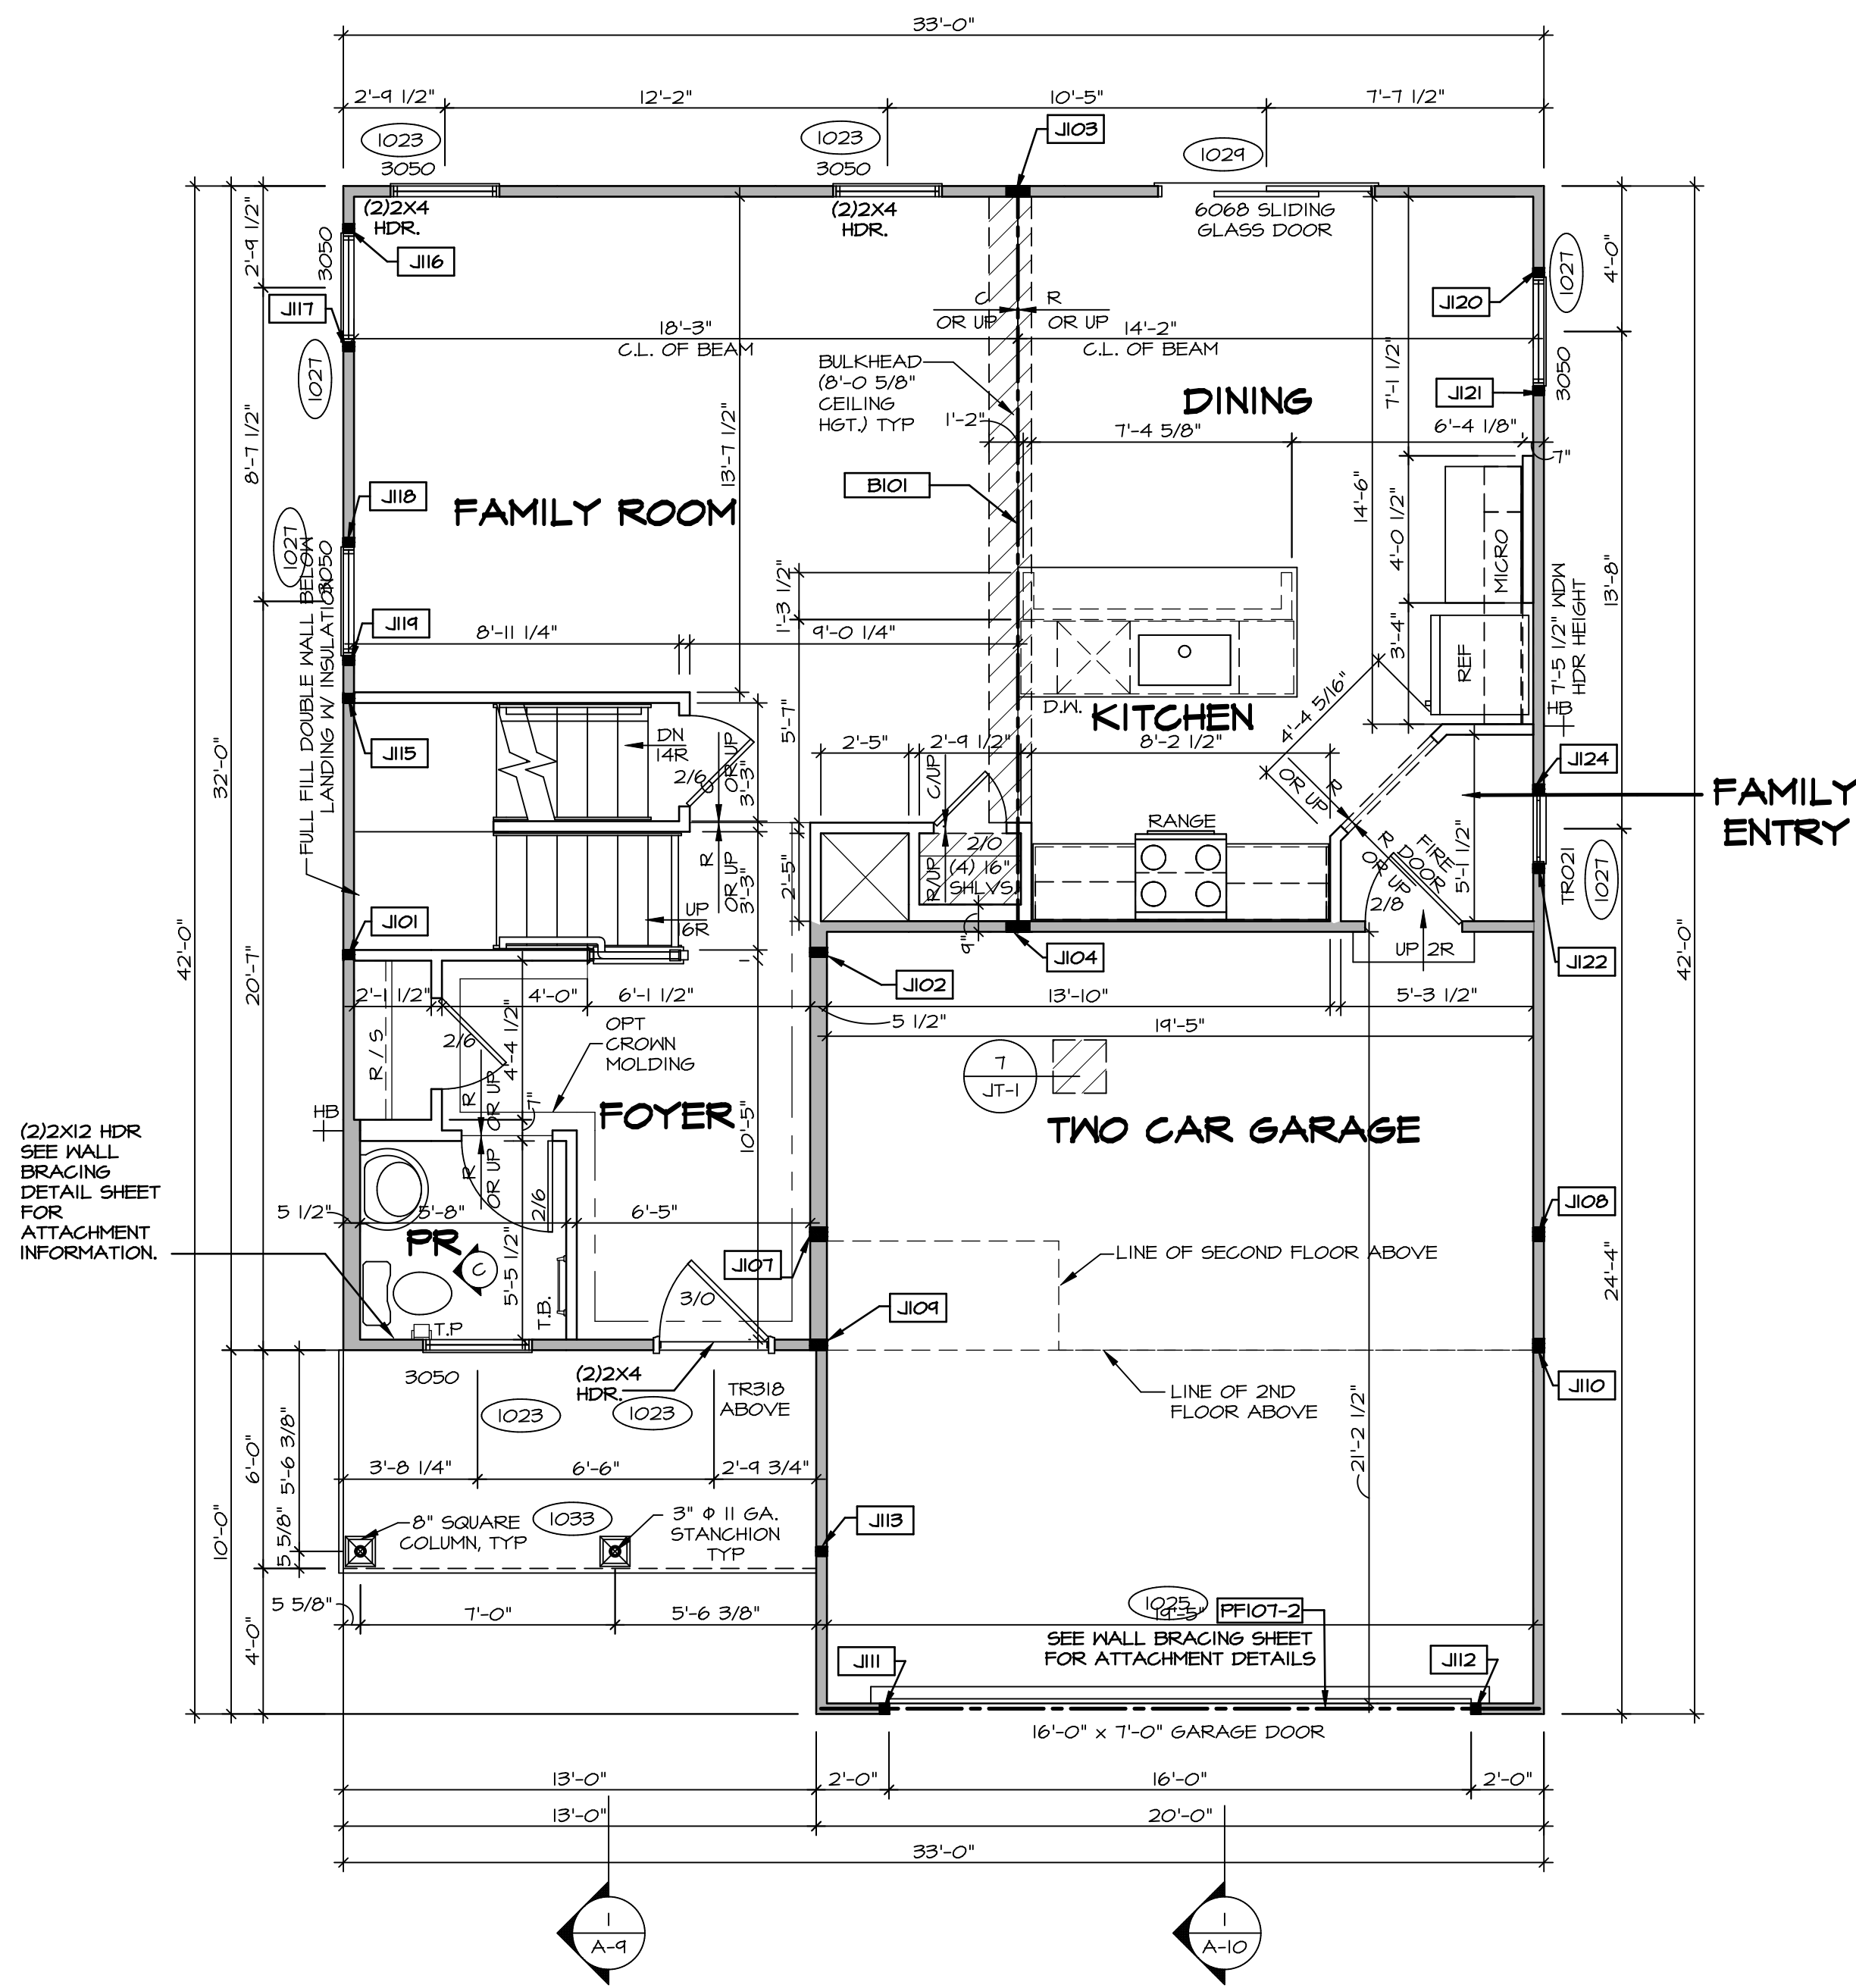 33'-0"
2'-9 1/2"
12'-2"
10'-5"
7'-7 1/2"
1023
1023
1029
J103
3050
3050
(2)2X4
HDR.
(2)2X4
HDR.
6068 SLIDING
GLASS DOOR
2'-9 1/2"
3050
J116
J117
1027
J120
1027
4'-0"
C
OR UP
R
OR UP
18'-3"
C.L. OF BEAM
14'-2"
C.L. OF BEAM
BULKHEAD
(8'-0 5/8"
CEILING
HGT.) TYP
DINING
7'-1 1/2"
J121
3050
1'-2"
7'-4 5/8"
6'-4 1/8"
7"
8'-7 1/2"
13'-7 1/2"
J118
B101
FAMILY ROOM
14'-6"
4'-0 1/2"
MICRO
1027
3050
FULL FILL DOUBLE WALL BELOW
LANDING W/ INSULATION
7'-5 1/2" WDW
HDR HEIGHT
13'-8"
1'-3 1/2"
J119
8'-11 1/4"
9'-0 1/4"
3'-4"
REF
HB
D.W.
KITCHEN
4'-4 5/16"
32'-0"
J115
DN
14R
2/6
C
OR UP
3'-3"
5'-7"
2'-5"
2'-9 1/2"
8'-2 1/2"
C/UP
R
OR UP
J124
FAMILY
ENTRY
RANGE
R
OR UP
FIRE
DOOR
5'-1 1/2"
R
OR UP
3'-3"
2'-5"
2/0
R/UP
(4) 16"
SHLVS.
2/8
TR021
1027
UP
6R
J101
9"
J104
UP 2R
J122
42'-0"
20'-7"
42'-0"
J102
2'-1 1/2"
4'-0"
6'-1 1/2"
13'-10"
5'-3 1/2"
5 1/2"
19'-5"
R / S
2/6
4'-4 1/2"
OPT
CROWN
MOLDING
7
JT-1
R
OR UP
7"
FOYER
HB
10'-5"
TWO CAR GARAGE
(2)2X12 HDR
SEE WALL
BRACING
DETAIL SHEET
FOR
ATTACHMENT
INFORMATION.
R
OR UP
2/6
5 1/2"
5'-8"
6'-5"
PR
C
5'-5 1/2"
J107
LINE OF SECOND FLOOR ABOVE
J108
24'-4"
3/0
J109
T.B.
T.P
3050
(2)2X4
HDR.
TR318
ABOVE
LINE OF 2ND
FLOOR ABOVE
J110
1023
1023
21'-2 1/2"
6'-0"
5'-6 3/8"
3'-8 1/4"
6'-6"
2'-9 3/4"
10'-0"
5 5/8"
8" SQUARE
COLUMN, TYP
1033
3" Φ 11 GA.
STANCHION
TYP
J113
5 5/8"
7'-0"
5'-6 3/8"
1025
19'-5"
PF107-2
SEE WALL BRACING SHEET
FOR ATTACHMENT DETAILS
4'-0"
J111
J112
16'-0" x 7'-0" GARAGE DOOR
13'-0"
2'-0"
16'-0"
2'-0"
13'-0"
20'-0"
33'-0"
1
A-9
1
A-10